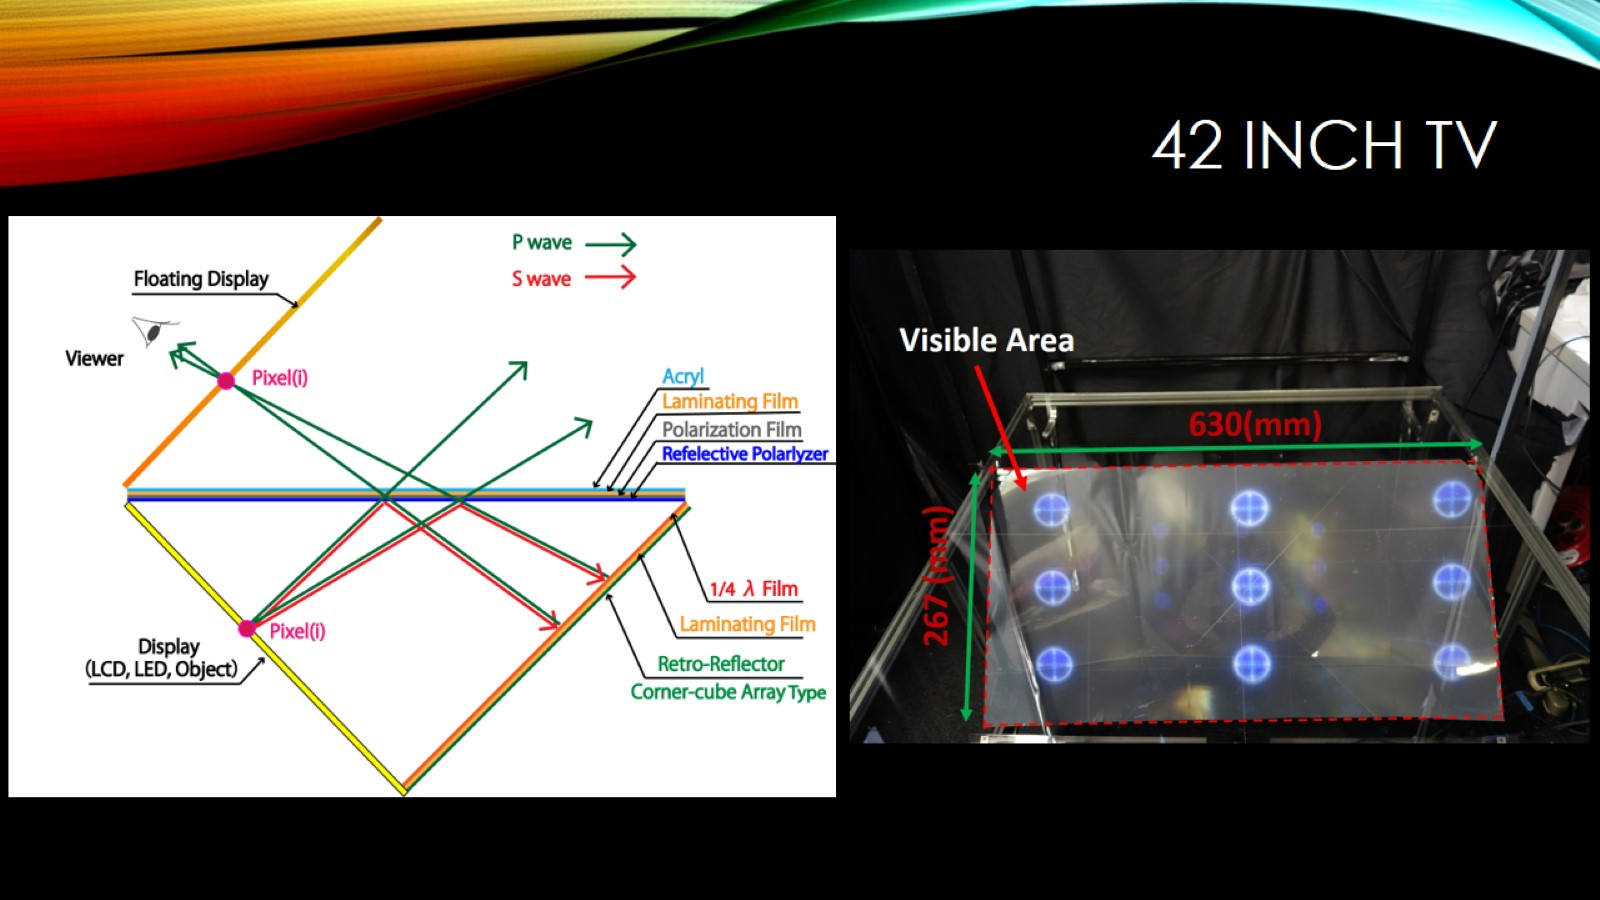 42 INCH TV
P wave
S wave
Floating Display
Viewer
Pixel(i)
Acryl
Laminating Film
Polarization Film
Refelective Polarlyzer
1/4 λ Film
Laminating Film
Pixel(i)
Display
(LCD, LED, Object)
Retro-Reflector
Corner-cube Array Type
Visible Area
630(mm)
267 (mm)